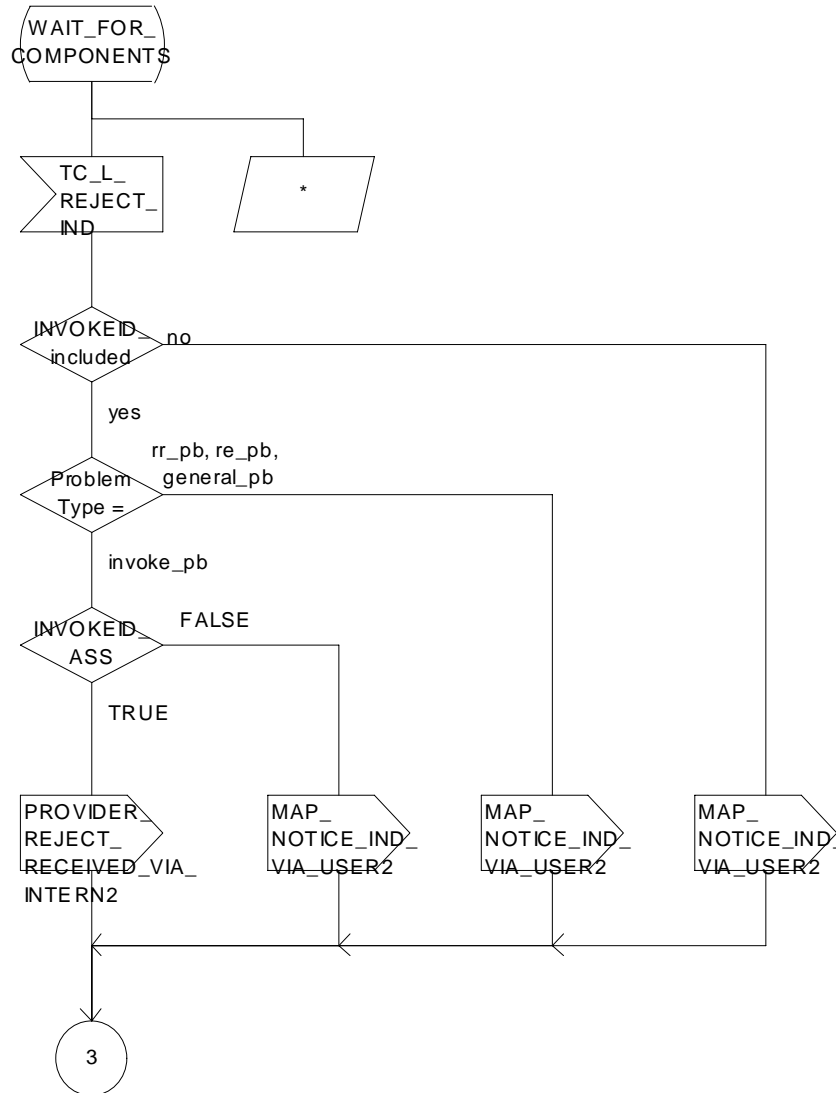 WAIT_FOR_
COMPONENTS
TC_L_
REJECT_
IND
*
INVOKEID_
included
no
yes
rr_pb, re_pb,
general_pb
Problem
Type =
invoke_pb
INVOKEID_
ASS
FALSE
TRUE
PROVIDER_
REJECT_
RECEIVED_VIA_
INTERN2
MAP_
NOTICE_IND_
VIA_USER2
MAP_
NOTICE_IND_
VIA_USER2
MAP_
NOTICE_IND_
VIA_USER2
3